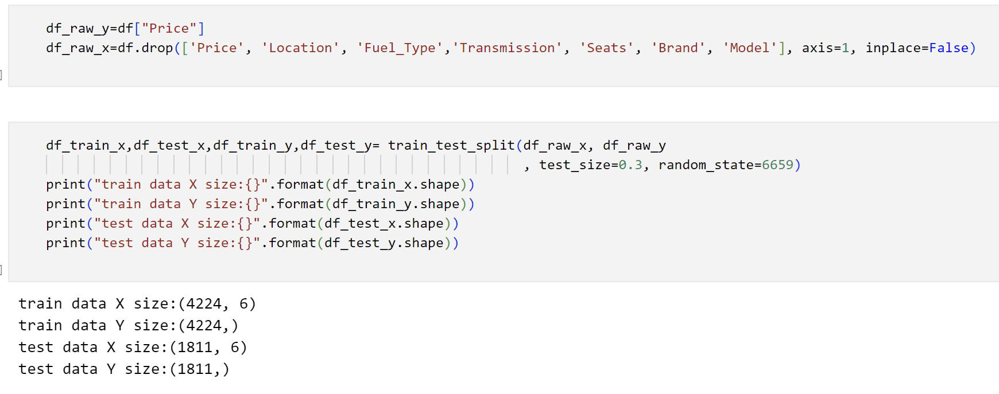 df_raw_y=df["Price"]
df_raw_x=df.drop(['Price', 'Location', 'Fuel_Type','Transmission', 'Seats', 'Brand', 'Model'], axis=1, inplace=False)
]
df_train_x,df_test_x,df_train_y,df_test_y= train_test_split(df_raw_x, df_raw_y
, test_size=0.3, random_state=6659)
print("train data X size:{}".format(df_train_x.shape))
print("train data Y size:{}".format(df_train_y.shape))
print("test data X size:{}".format(df_test_x.shape))
print("test data Y size:{}".format(df_test_y.shape))
]
train data X size:(4224, 6)
train data Y size:(4224,)
test data X size:(1811, 6)
test data Y size:(1811,)